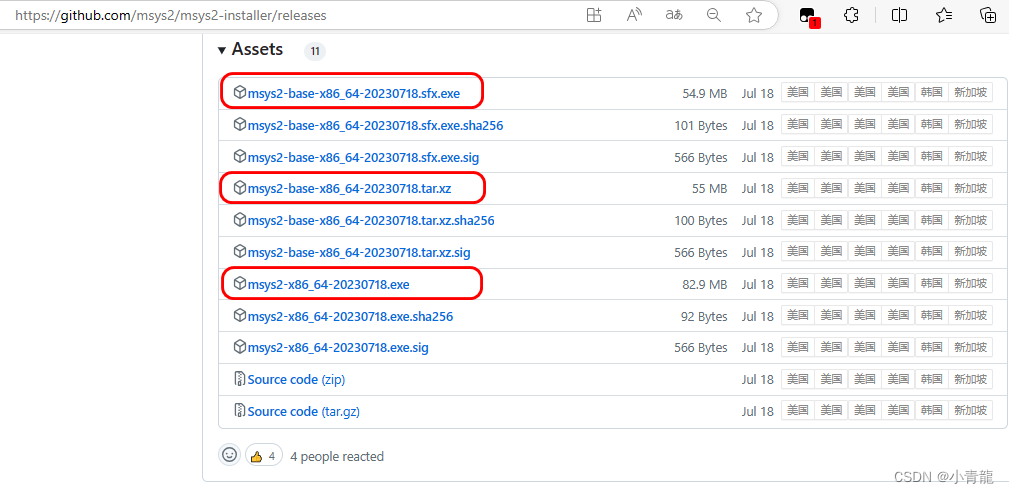 https://github.com/msys2/msys2-installer/releases
1
Assets 11
msys2-base-x86_64-20230718.sfx.exe 54.9 MB Jul 18 美国 美国 美国 美国 韩国 新加坡
msys2-base-x86_64-20230718.sfx.exe.sha256 101 Bytes Jul 18 美国 美国 美国 美国 韩国 新加坡
msys2-base-x86_64-20230718.sfx.exe.sig 566 Bytes Jul 18 美国 美国 美国 美国 韩国 新加坡
msys2-base-x86_64-20230718.tar.xz 55 MB Jul 18 美国 美国 美国 美国 韩国 新加坡
msys2-base-x86_64-20230718.tar.xz.sha256 100 Bytes Jul 18 美国 美国 美国 美国 韩国 新加坡
msys2-base-x86_64-20230718.tar.xz.sig 566 Bytes Jul 18 美国 美国 美国 美国 韩国 新加坡
msys2-x86_64-20230718.exe 82.9 MB Jul 18 美国 美国 美国 美国 韩国 新加坡
msys2-x86_64-20230718.exe.sha256 92 Bytes Jul 18 美国 美国 美国 美国 韩国 新加坡
msys2-x86_64-20230718.exe.sig 566 Bytes Jul 18 美国 美国 美国 美国 韩国 新加坡
Source code (zip) Jul 18 美国 美国 美国 美国 韩国 新加坡
Source code (tar.gz) Jul 18 美国 美国 美国 美国 韩国 新加坡
4 4 people reacted
CSDN @小青龍